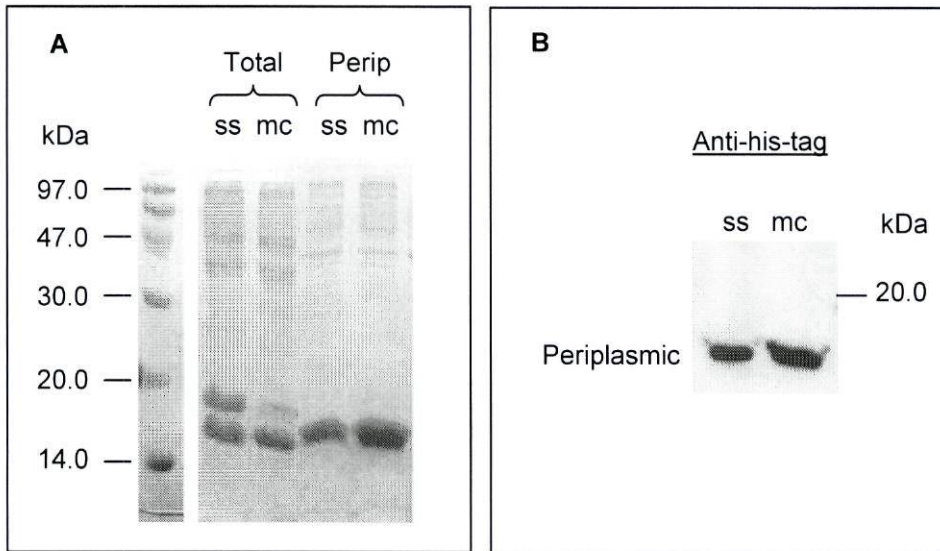 A
Total Perip
ss mc ss mc
kDa
97.0
47.0
30.0
20.0
14.0
B
Anti-his-tag
ss mc kDa
20.0
Periplasmic